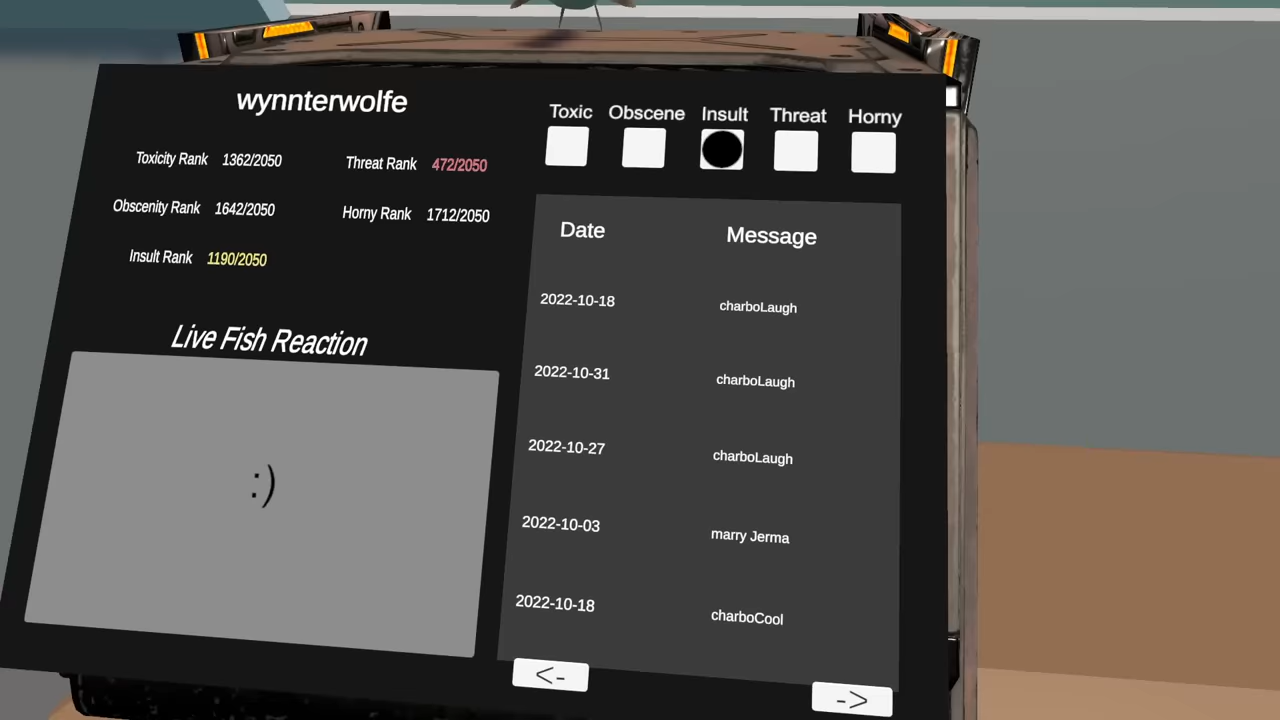 wynnterwolfe
Toxicity Rank 1362/2050
Threat Rank 472/2050
Obscenity Rank 1642/2050
Horny Rank 1712/2050
Insult Rank 1190/2050
Live Fish Reaction
:)
Toxic Obscene Insult Threat Horny
Date Message
2022-10-18 charboLaugh
2022-10-31 charboLaugh
2022-10-27 charboLaugh
2022-10-03 marry Jerma
2022-10-18 charboCool
<- ->